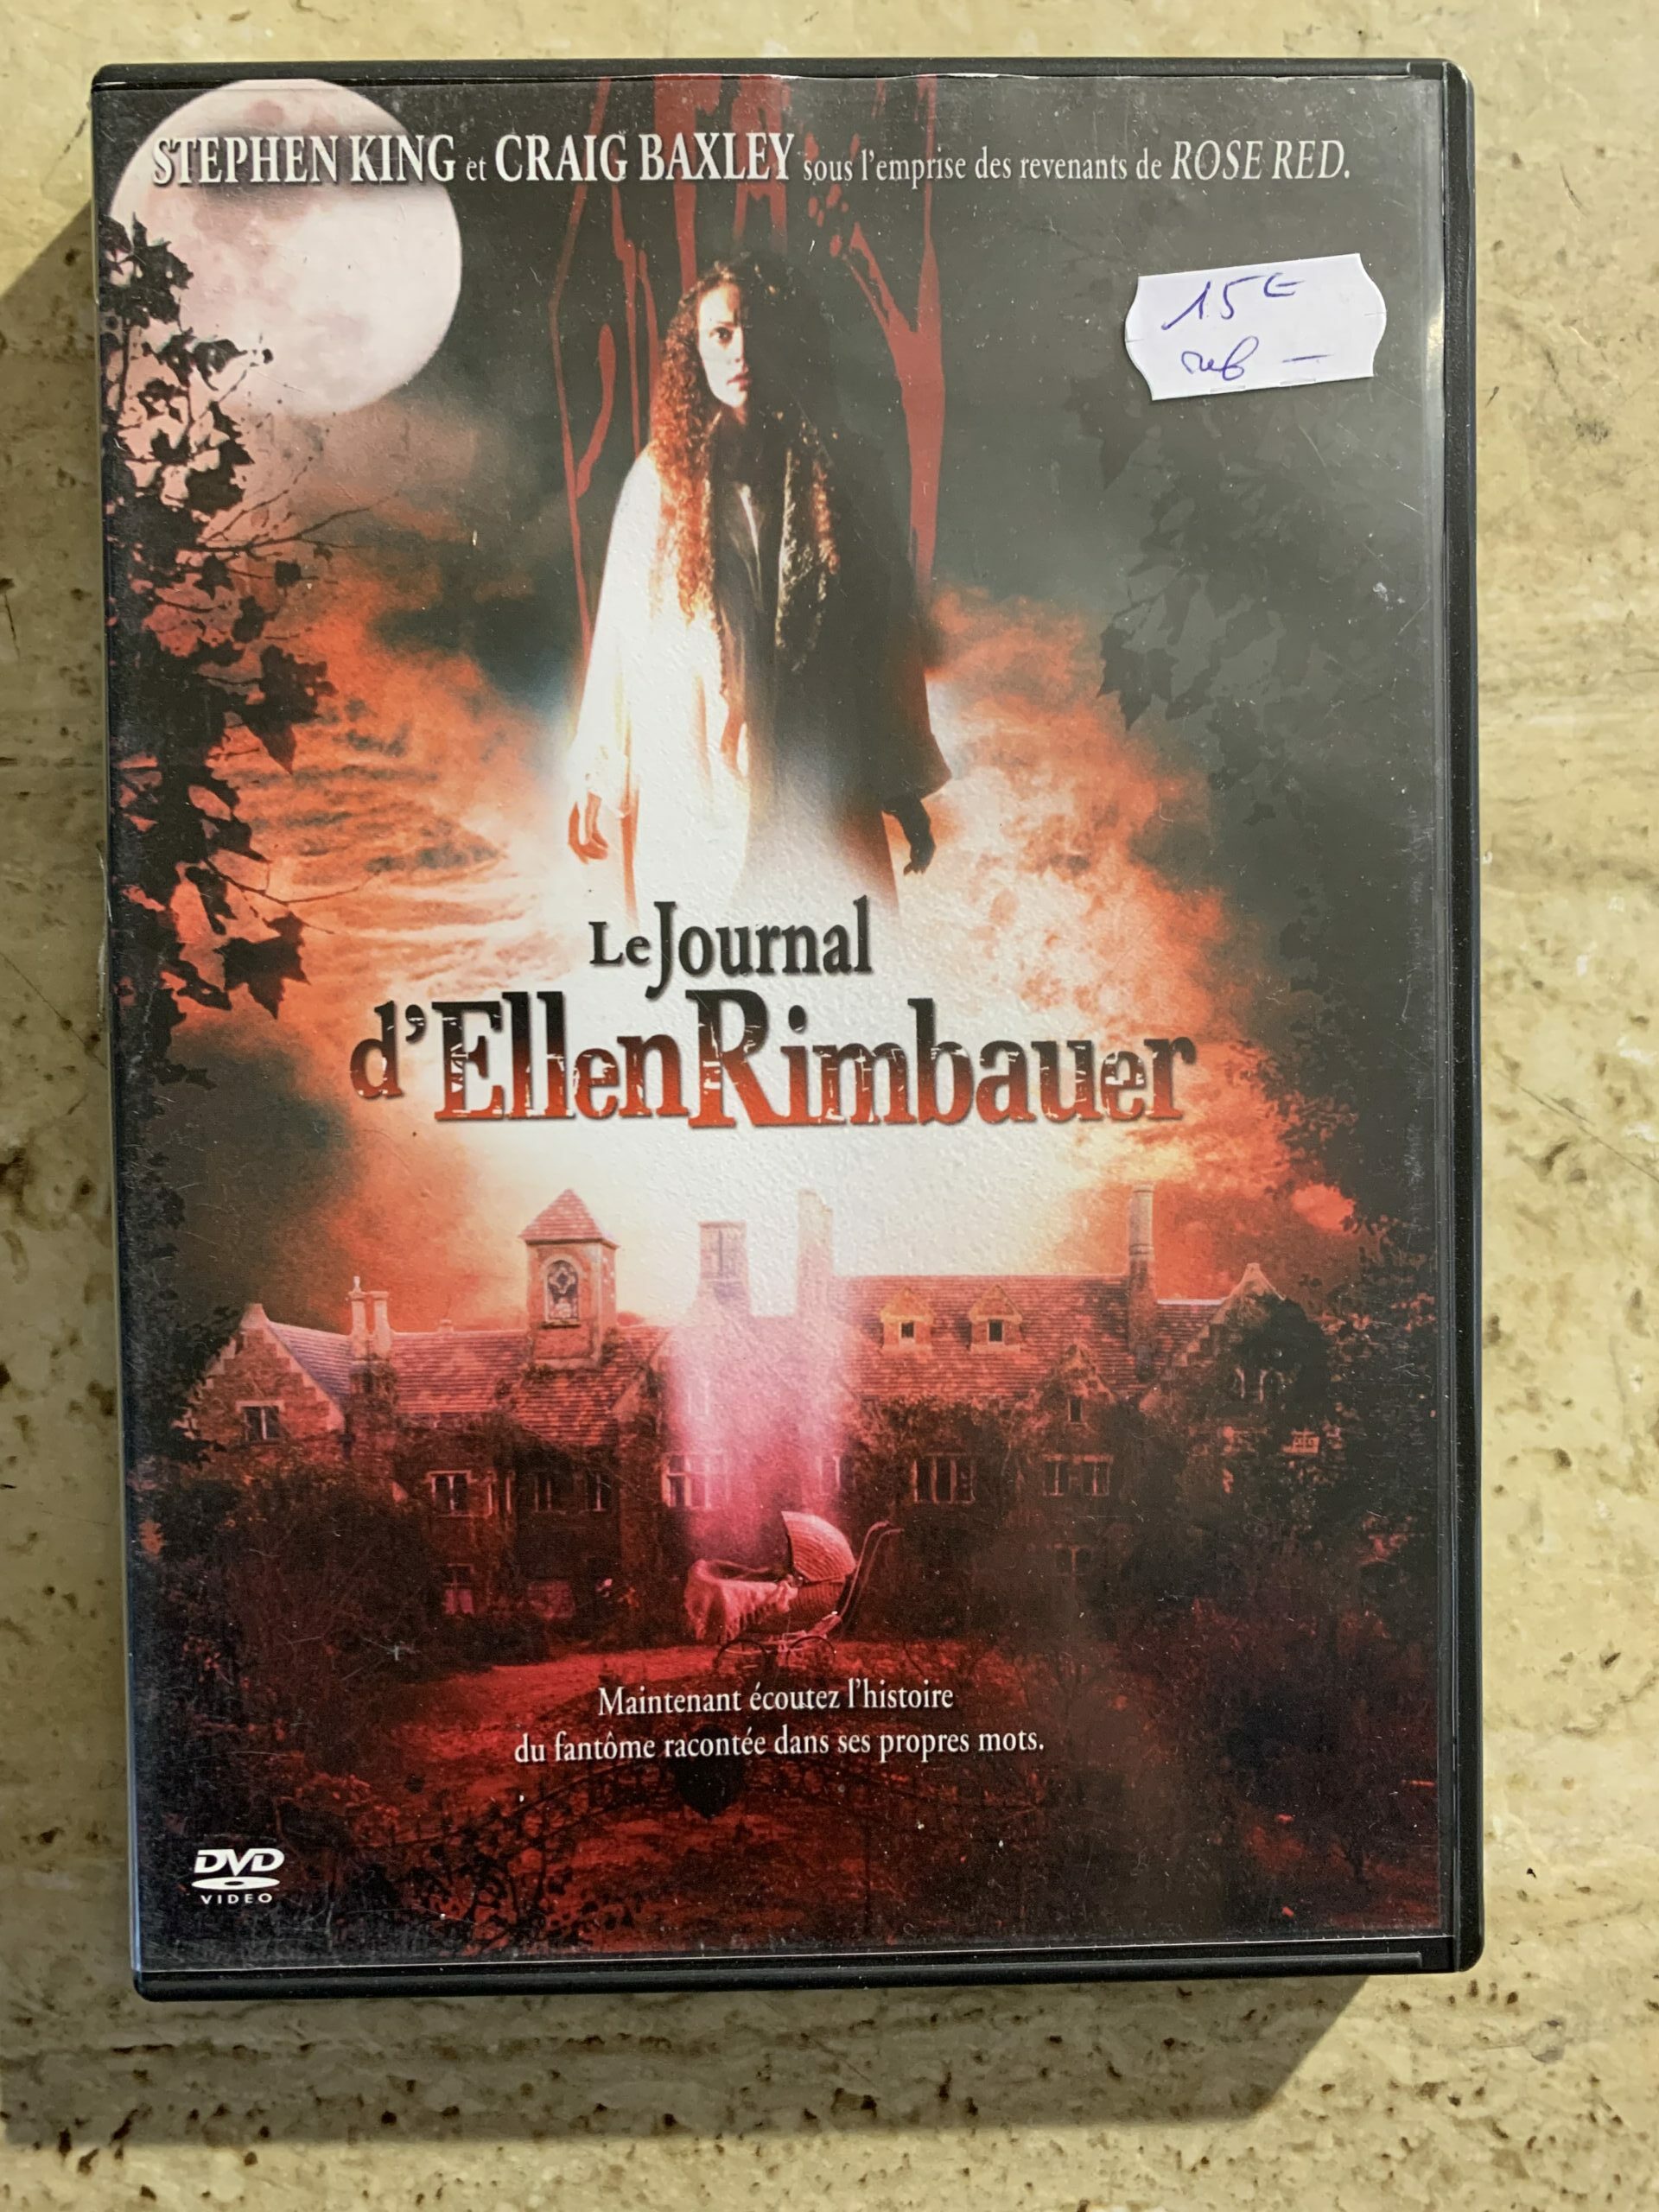 STEPHEN KING et CRAIG BAXLEY sous l'emprise des revenants de ROSE RED.
15€
Le Journal
d'Ellen Rimbauer
Maintenant écoutez l'histoire
du fantôme racontée dans ses propres mots.
DVD
VIDEO